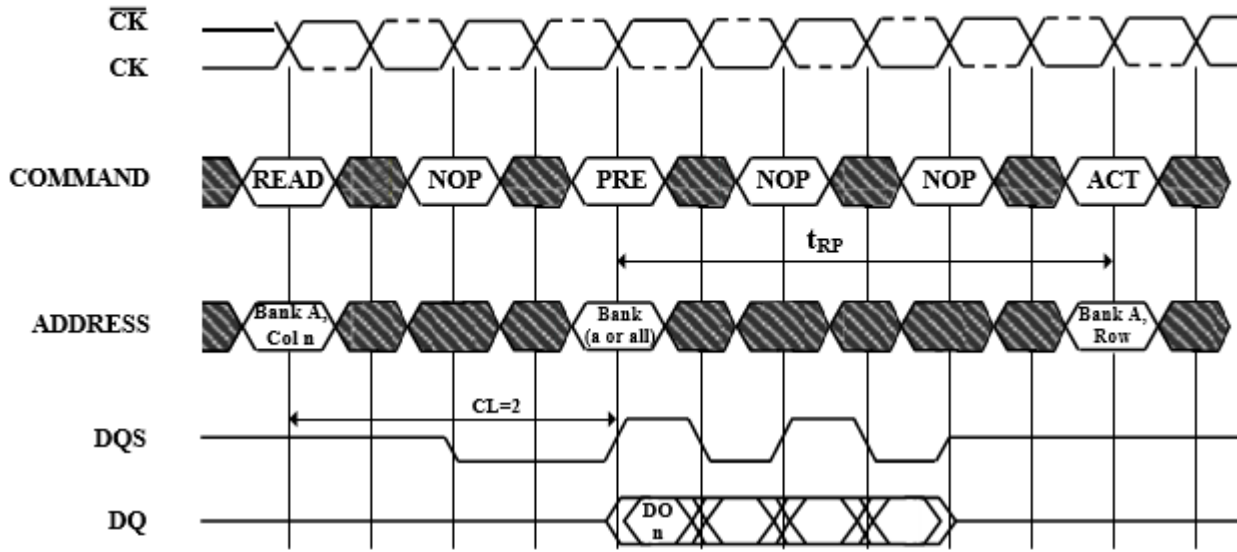 CK
CK
COMMAND
READ NOP PRE NOP NOP ACT
tRP
ADDRESS
Bank A, Col n
Bank (a or all)
Bank A, Row
CL=2
DQS
DQ
DO n